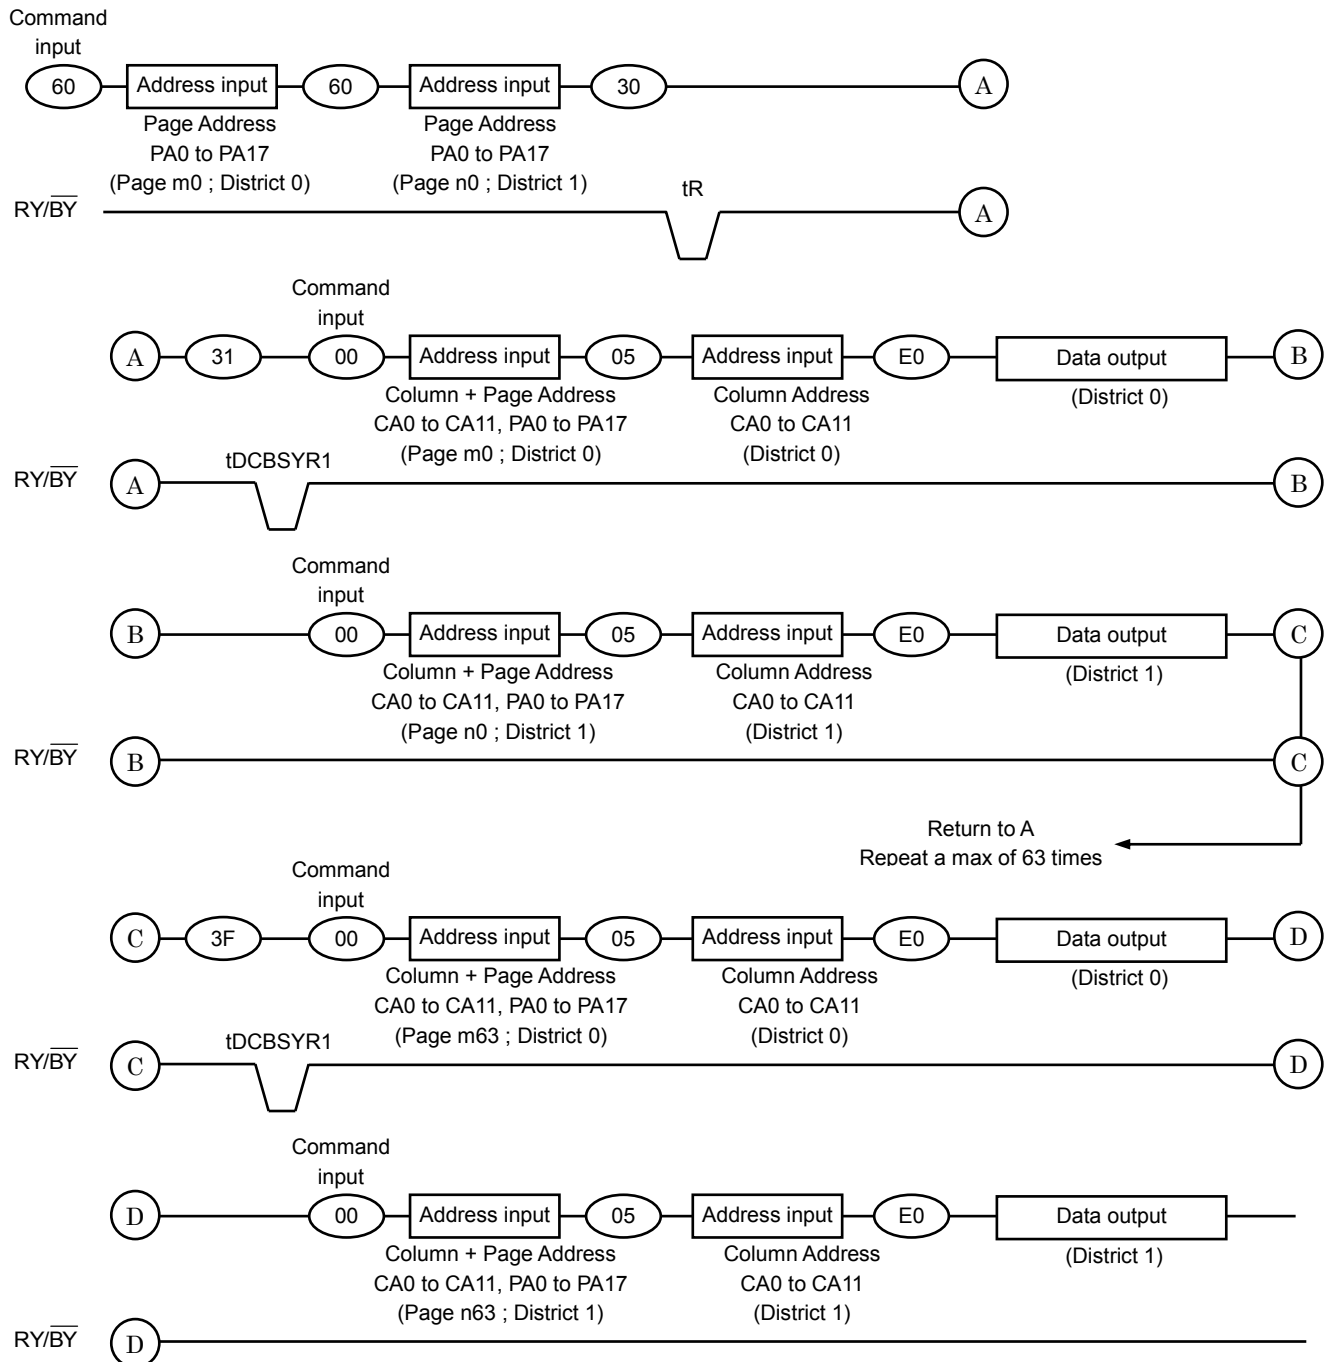 Command
input
60 Address input 60 Address input 30 A
Page Address Page Address
PA0 to PA17 PA0 to PA17
(Page m0 ; District 0) (Page n0 ; District 1)
tR
RY/BY A
Command
input
A 31 00 Address input 05 Address input E0 Data output B
Column + Page Address Column Address (District 0)
CA0 to CA11, PA0 to PA17 CA0 to CA11
(Page m0 ; District 0) (District 0)
tDCBSYR1
RY/BY A B
Command
input
B 00 Address input 05 Address input E0 Data output C
Column + Page Address Column Address (District 1)
CA0 to CA11, PA0 to PA17 CA0 to CA11
(Page n0 ; District 1) (District 1)
RY/BY B C
Return to A
Repeat a max of 63 times
Command
input
C 3F 00 Address input 05 Address input E0 Data output D
Column + Page Address Column Address (District 0)
CA0 to CA11, PA0 to PA17 CA0 to CA11
(Page m63 ; District 0) (District 0)
tDCBSYR1
RY/BY C D
Command
input
D 00 Address input 05 Address input E0 Data output
Column + Page Address Column Address (District 1)
CA0 to CA11, PA0 to PA17 CA0 to CA11
(Page n63 ; District 1) (District 1)
RY/BY D